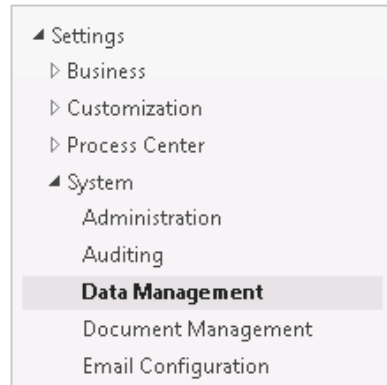 Settings
Business
Customization
Process Center
System
Administration
Auditing
Data Management
Document Management
Email Configuration